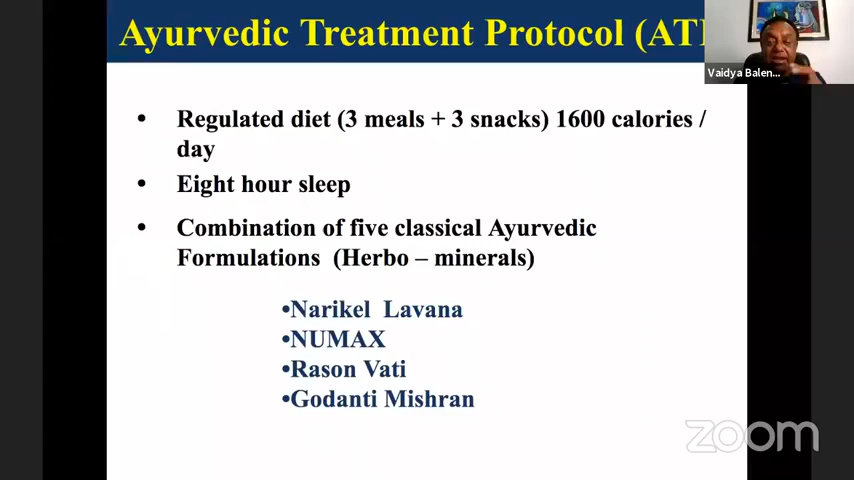 Ayurvedic Treatment Protocol (AT
Vaidya Balen...
• Regulated diet (3 meals + 3 snacks) 1600 calories /
day
• Eight hour sleep
• Combination of five classical Ayurvedic
Formulations (Herbo – minerals)
•Narikel Lavana
•NUMAX
•Rason Vati
•Godanti Mishran
zoom